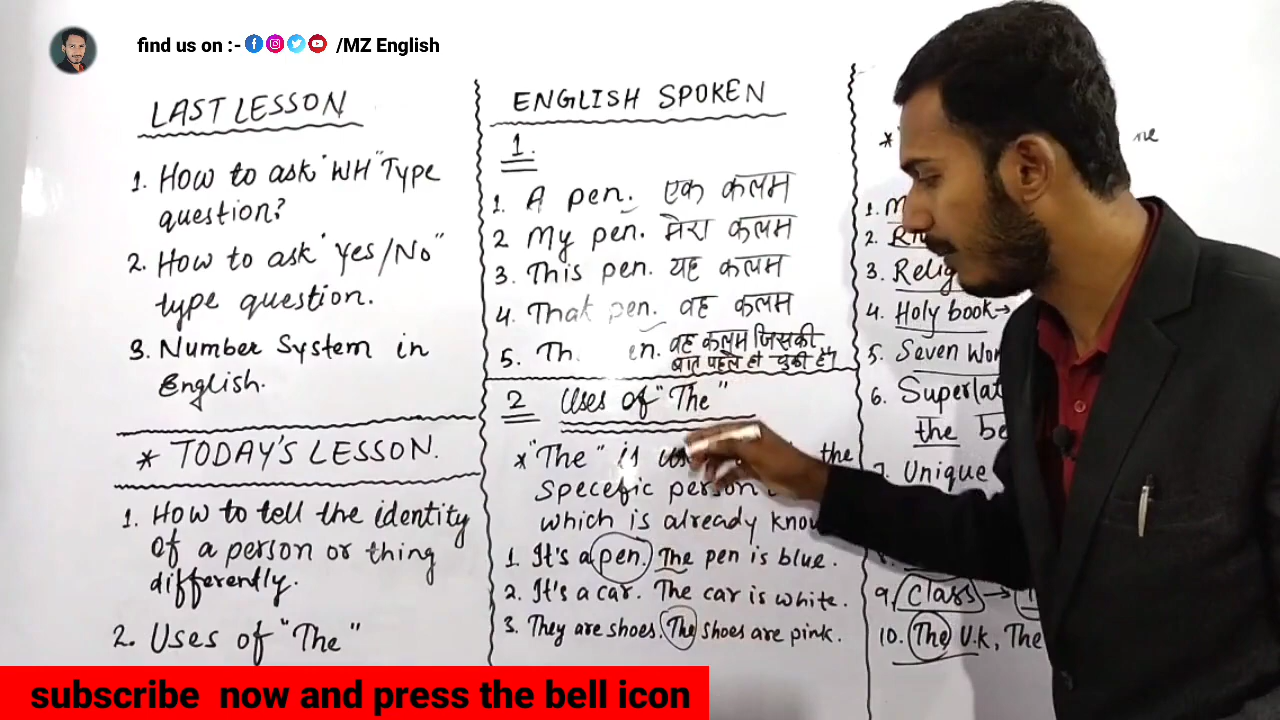 find us on :- /MZ English
LAST LESSON
1. How to ask "WH" Type
question?
2. How to ask "Yes/No"
type question.
3. Number System in
English.
* TODAY'S LESSON.
1. How to tell the identity
of a person or thing
differently.
2. Uses of "The"
ENGLISH SPOKEN
1.
1. A pen. एक कलम
2 My pen. मेरा कलम
3. This pen. यह कलम
4. That pen. वह कलम
5. वह कलम जिसकी
बात पहले हो चुकी है।
2 Uses of "The"
* "The" is the
specefic person
which is already
1. It's a pen. The pen is blue.
2. It's a car. The car is white.
3. They are shoes. The shoes are pink.
*
1.
2.
3.
4. Holy book→
5. Seven
6.
the
7. Unique
9. Class →
10. The U.K, The
subscribe now and press the bell icon